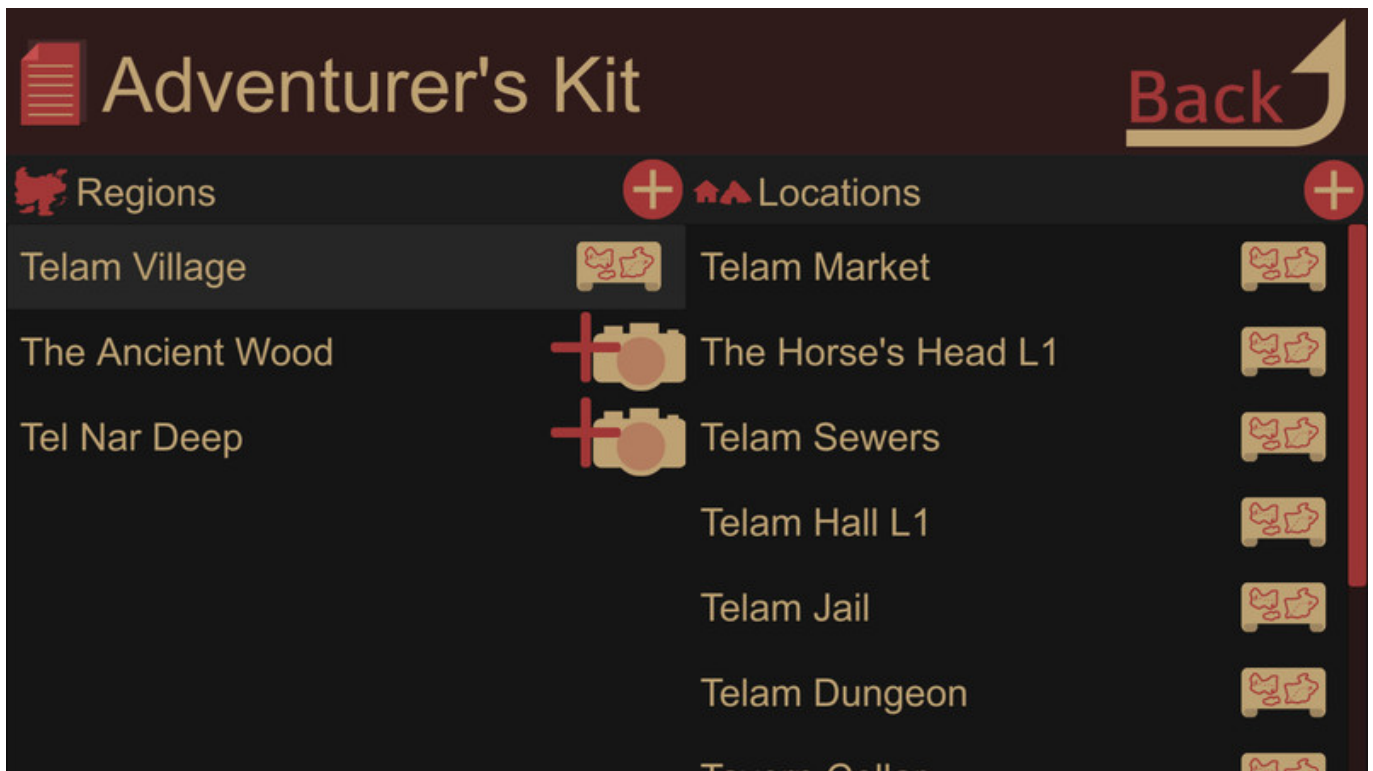 Adventurer's Kit
Back
Regions
Locations
Telam Village
The Ancient Wood
Tel Nar Deep
Telam Market
The Horse's Head L1
Telam Sewers
Telam Hall L1
Telam Jail
Telam Dungeon